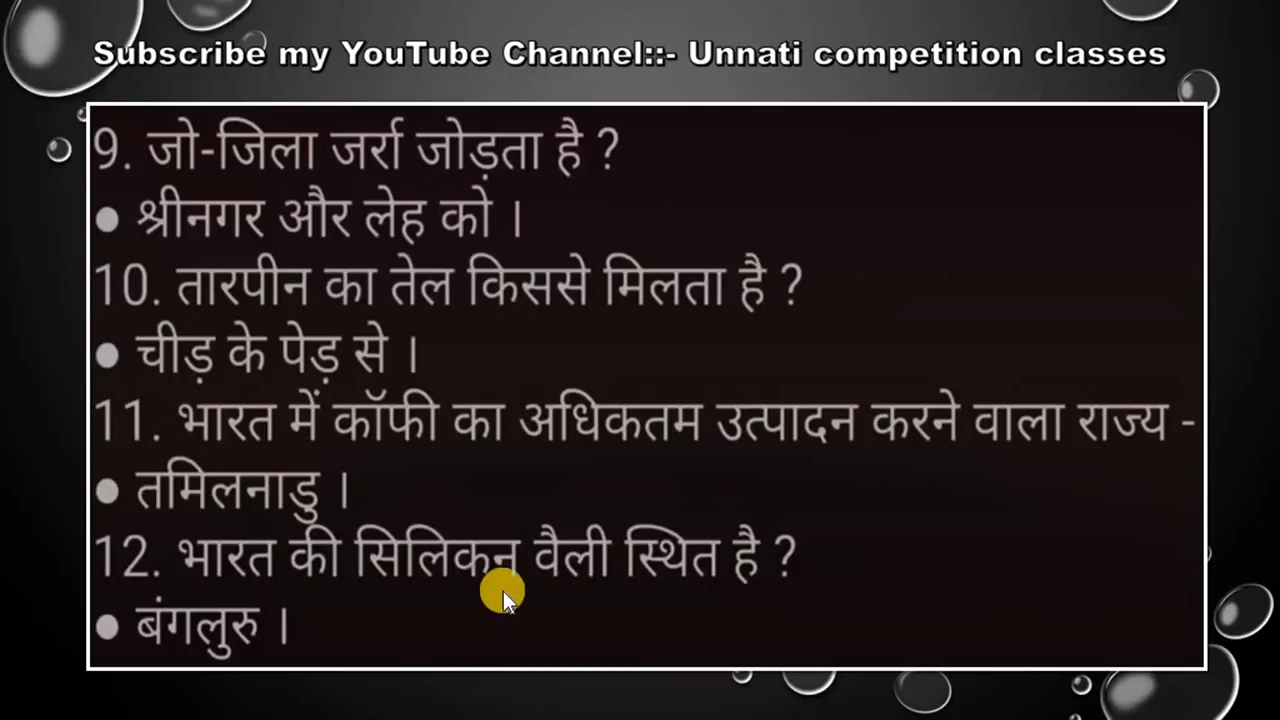 Subscribe my YouTube Channel::- Unnati competition classes
9. जो-जिला जर्रा जोड़ता है ?
● श्रीनगर और लेह को ।
10. तारपीन का तेल किससे मिलता है ?
● चीड़ के पेड़ से ।
11. भारत में कॉफी का अधिकतम उत्पादन करने वाला राज्य -
● तमिलनाडु ।
12. भारत की सिलिकन वैली स्थित है ?
● बंगलुरु ।